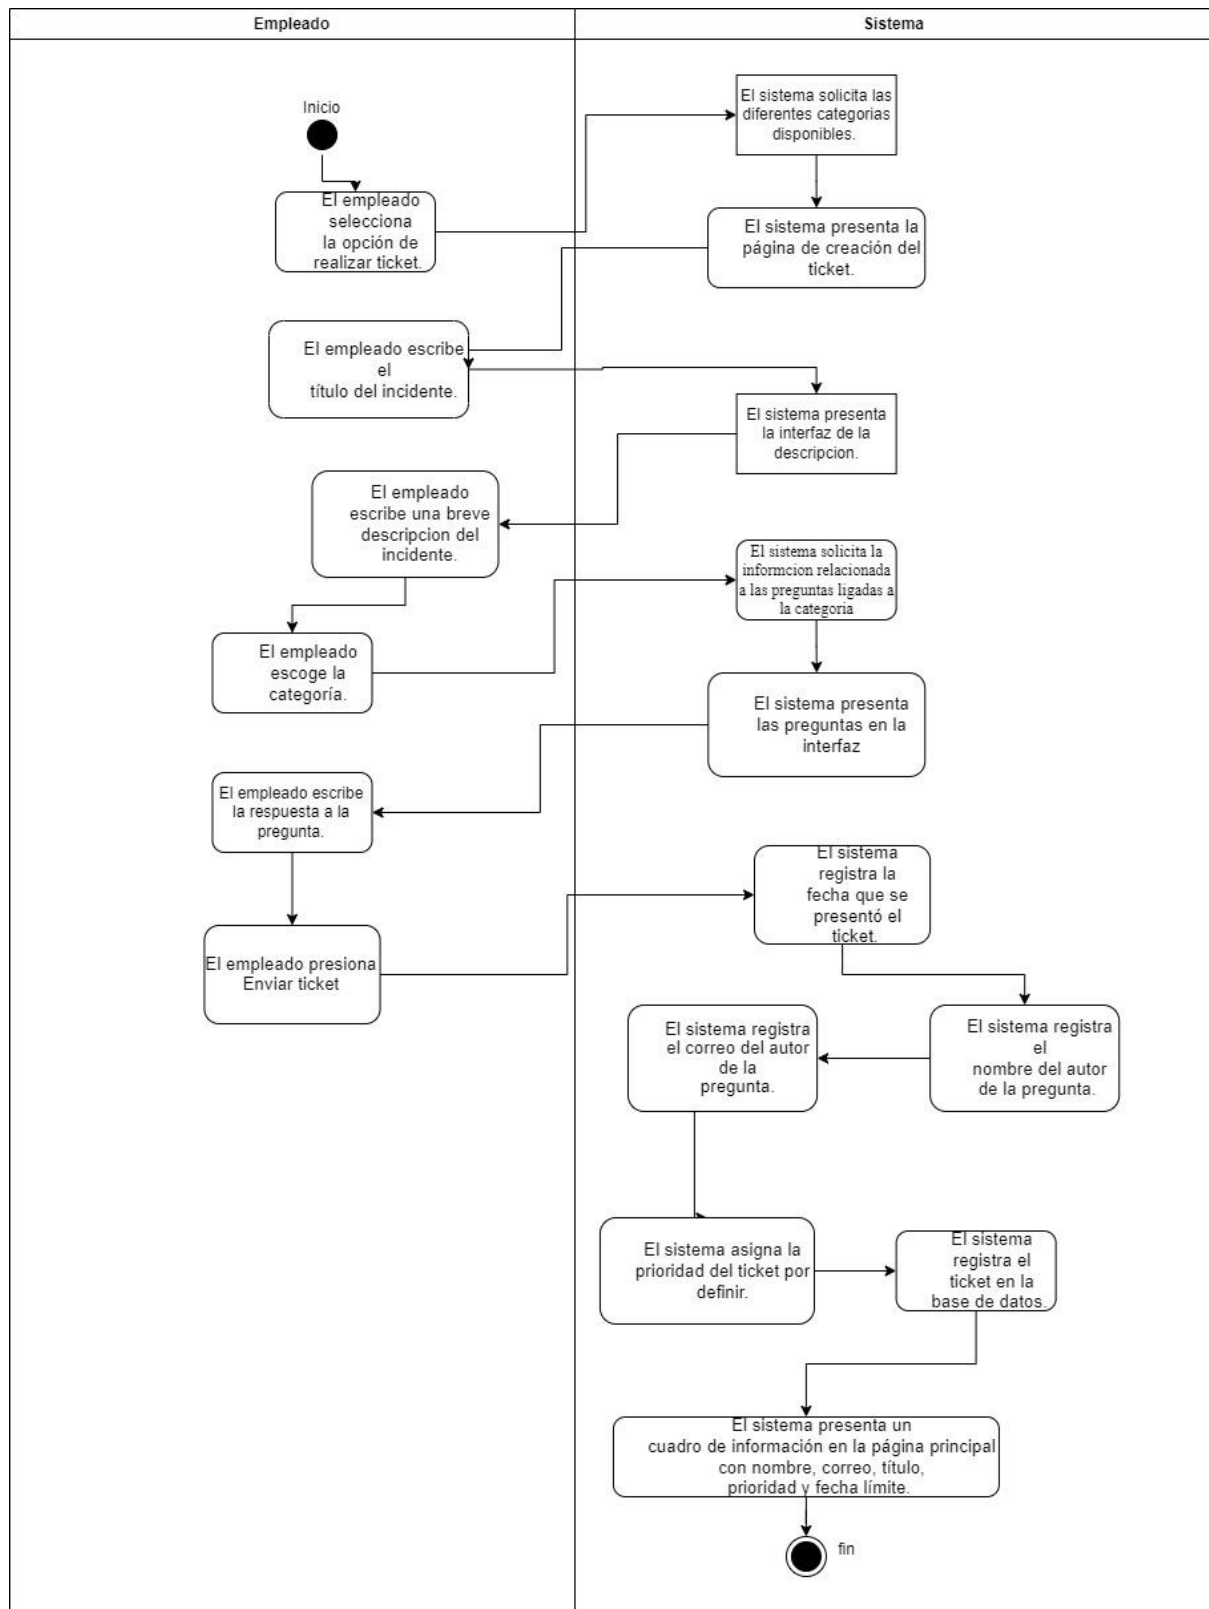 Empleado
Sistema
Inicio
El sistema solicita las
diferentes categorias
disponibles.
El empleado
selecciona
la opción de
realizar ticket.
El sistema presenta la
página de creación del
ticket.
El empleado escribe
el
título del incidente.
El sistema presenta
la interfaz de la
descripcion.
El empleado
escribe una breve
descripcion del
incidente.
El sistema solicita la
informcion relacionada
a las preguntas ligadas a
la categoria
El empleado
escoge la
categoría.
El sistema presenta
las preguntas en la
interfaz
El empleado escribe
la respuesta a la
pregunta.
El sistema
registra la
fecha que se
presentó el
ticket.
El empleado presiona
Enviar ticket
El sistema registra
el
nombre del autor
de la pregunta.
El sistema registra
el correo del autor
de la
pregunta.
El sistema asigna la
prioridad del ticket por
definir.
El sistema
registra el
ticket en la
base de datos.
El sistema presenta un
cuadro de información en la página principal
con nombre, correo, título,
prioridad y fecha límite.
fin